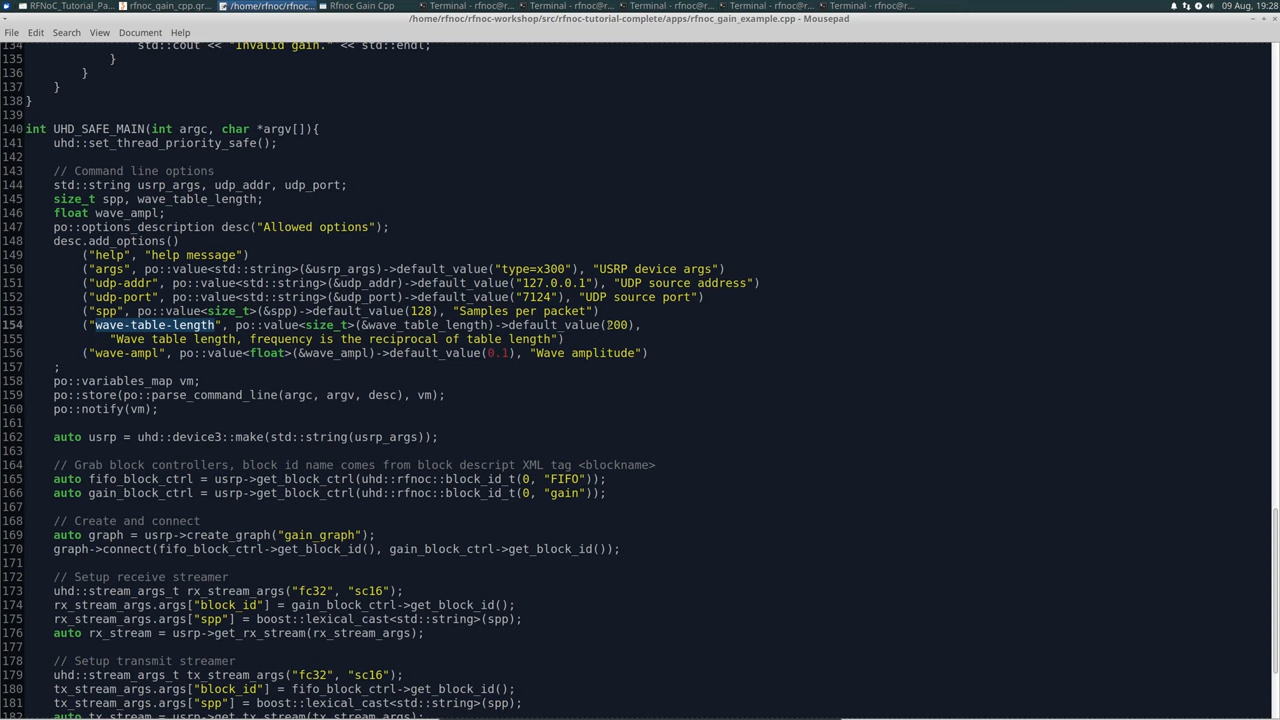 RFNoC_Tutorial_Pa...
rfnoc_gain_cpp.gr...
/home/rfnoc/rfnoc...
Rfnoc Gain Cpp
Terminal - rfnoc@r...
Terminal - rfnoc@r...
Terminal - rfnoc@r...
Terminal - rfnoc@r...
Terminal - rfnoc@r...
09 Aug, 19:28
/home/rfnoc/rfnoc-workshop/src/rfnoc-tutorial-complete/apps/rfnoc_gain_example.cpp - Mousepad
File Edit Search View Document Help
134 std::cout << "Invalid gain." << std::endl;
135 }
136 }
137 }
138 }
139
140 int UHD_SAFE_MAIN(int argc, char *argv[]){
141 uhd::set_thread_priority_safe();
142
143 // Command line options
144 std::string usrp_args, udp_addr, udp_port;
145 size_t spp, wave_table_length;
146 float wave_ampl;
147 po::options_description desc("Allowed options");
148 desc.add_options()
149 ("help", "help message")
150 ("args", po::value<std::string>(&usrp_args)->default_value("type=x300"), "USRP device args")
151 ("udp-addr", po::value<std::string>(&udp_addr)->default_value("127.0.0.1"), "UDP source address")
152 ("udp-port", po::value<std::string>(&udp_port)->default_value("7124"), "UDP source port")
153 ("spp", po::value<size_t>(&spp)->default_value(128), "Samples per packet")
154 ("wave-table-length", po::value<size_t>(&wave_table_length)->default_value(200),
155 "Wave table length, frequency is the reciprocal of table length")
156 ("wave-ampl", po::value<float>(&wave_ampl)->default_value(0.1), "Wave amplitude")
157 ;
158 po::variables_map vm;
159 po::store(po::parse_command_line(argc, argv, desc), vm);
160 po::notify(vm);
161
162 auto usrp = uhd::device3::make(std::string(usrp_args));
163
164 // Grab block controllers, block id name comes from block descript XML tag <blockname>
165 auto fifo_block_ctrl = usrp->get_block_ctrl(uhd::rfnoc::block_id_t(0, "FIFO"));
166 auto gain_block_ctrl = usrp->get_block_ctrl(uhd::rfnoc::block_id_t(0, "gain"));
167
168 // Create and connect
169 auto graph = usrp->create_graph("gain_graph");
170 graph->connect(fifo_block_ctrl->get_block_id(), gain_block_ctrl->get_block_id());
171
172 // Setup receive streamer
173 uhd::stream_args_t rx_stream_args("fc32", "sc16");
174 rx_stream_args.args["block_id"] = gain_block_ctrl->get_block_id();
175 rx_stream_args.args["spp"] = boost::lexical_cast<std::string>(spp);
176 auto rx_stream = usrp->get_rx_stream(rx_stream_args);
177
178 // Setup transmit streamer
179 uhd::stream_args_t tx_stream_args("fc32", "sc16");
180 tx_stream_args.args["block_id"] = fifo_block_ctrl->get_block_id();
181 tx_stream_args.args["spp"] = boost::lexical_cast<std::string>(spp);
182 auto tx_stream = usrp->get_tx_stream(tx_stream_args);